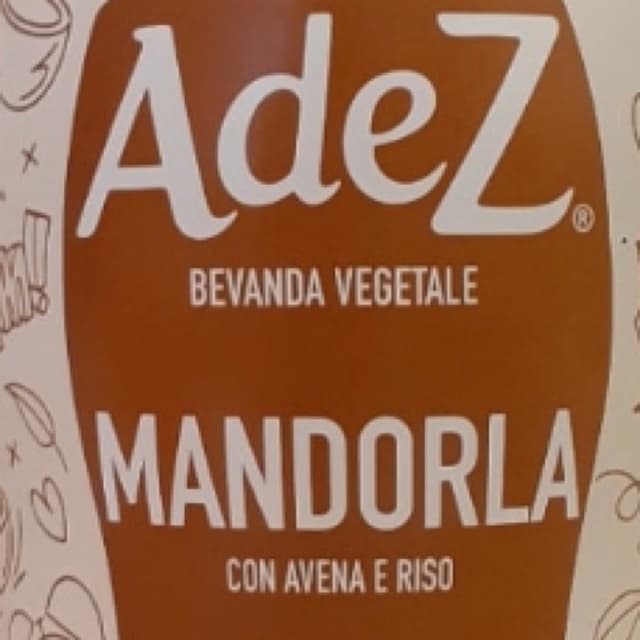 AdeZ®
BEVANDA VEGETALE
MANDORLA
CON AVENA E RISO